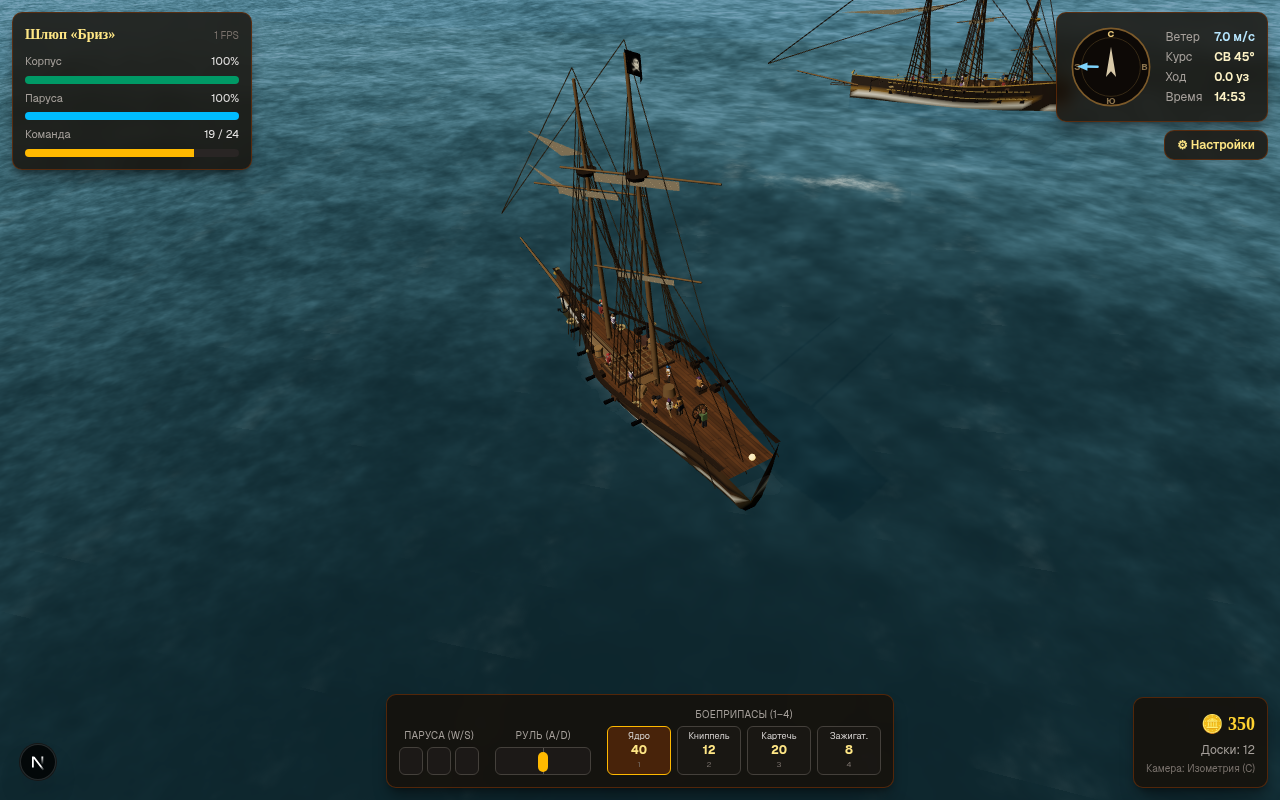 Шлюп «Бриз»
1 FPS
Корпус
100%
Паруса
100%
Команда
19 / 24
С
З
В
Ю
Ветер
7.0 м/с
Курс
СВ 45°
Ход
0.0 уз
Время
14:53
⚙ Настройки
ПАРУСА (W/S)
РУЛЬ (A/D)
БОЕПРИПАСЫ (1–4)
Ядро
40
1
Книппель
12
2
Картечь
20
3
Зажигат.
8
4
N
350
Доски: 12
Камера: Изометрия (C)